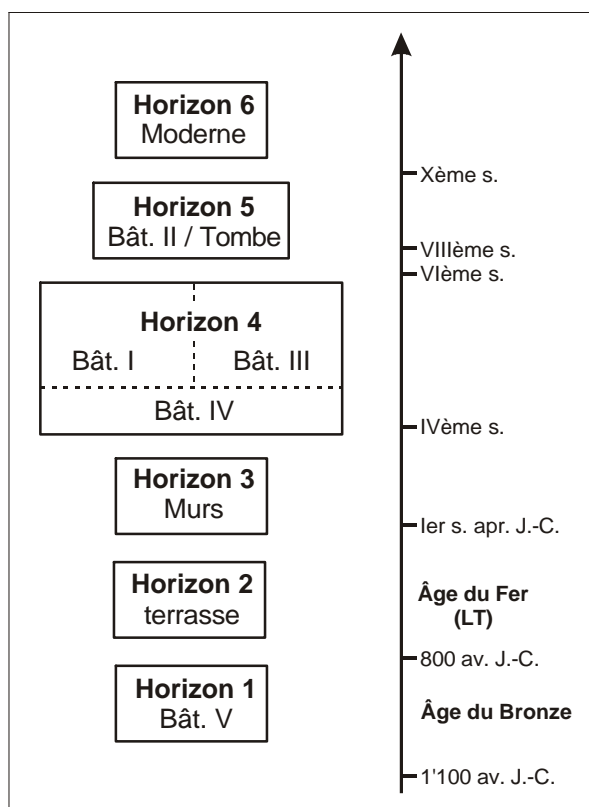 Horizon 6
Moderne
Xème s.
Horizon 5
Bât. II / Tombe
VIIIème s.
VIème s.
Horizon 4
Bât. I
Bât. III
Bât. IV
IVème s.
Horizon 3
Murs
Ier s. apr. J.-C.
Horizon 2
terrasse
Âge du Fer
(LT)
800 av. J.-C.
Horizon 1
Bât. V
Âge du Bronze
1'100 av. J.-C.